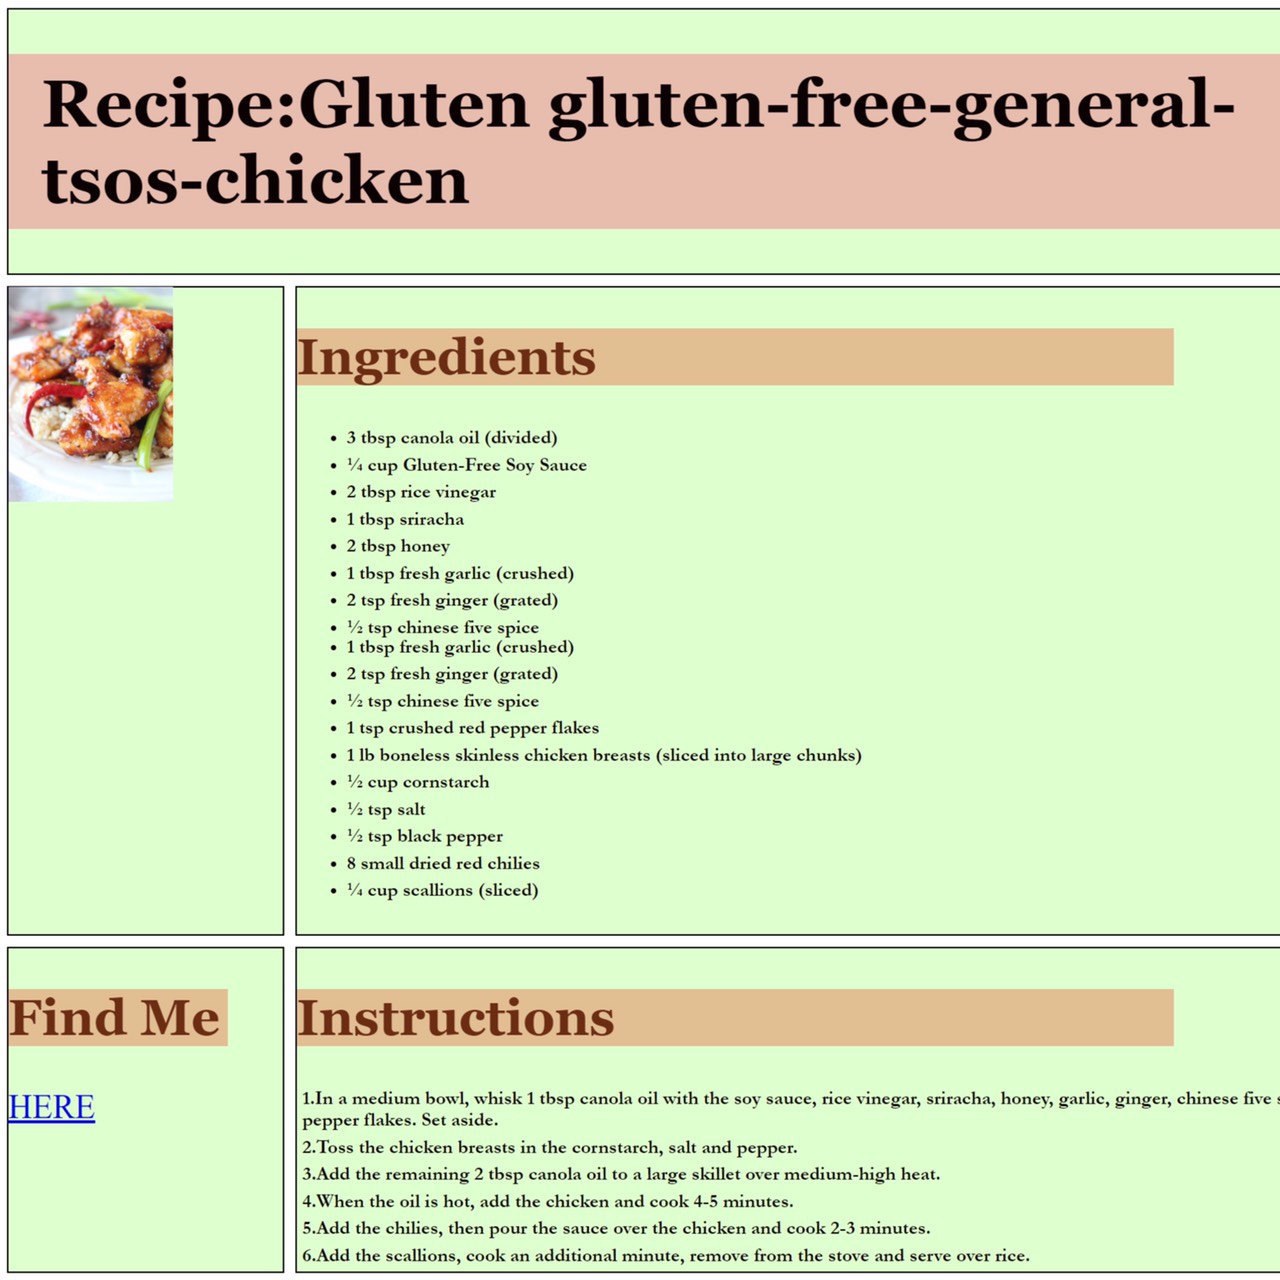 Recipe:Gluten gluten-free-general-
tsos-chicken
Ingredients
• 3 tbsp canola oil (divided)
• ¼ cup Gluten-Free Soy Sauce
• 2 tbsp rice vinegar
• 1 tbsp sriracha
• 2 tbsp honey
• 1 tbsp fresh garlic (crushed)
• 2 tsp fresh ginger (grated)
• ½ tsp chinese five spice
• 1 tbsp fresh garlic (crushed)
• 2 tsp fresh ginger (grated)
• ½ tsp chinese five spice
• 1 tsp crushed red pepper flakes
• 1 lb boneless skinless chicken breasts (sliced into large chunks)
• ½ cup cornstarch
• ½ tsp salt
• ½ tsp black pepper
• 8 small dried red chilies
• ¼ cup scallions (sliced)
Find Me
HERE
Instructions
1.In a medium bowl, whisk 1 tbsp canola oil with the soy sauce, rice vinegar, sriracha, honey, garlic, ginger, chinese five
pepper flakes. Set aside.
2.Toss the chicken breasts in the cornstarch, salt and pepper.
3.Add the remaining 2 tbsp canola oil to a large skillet over medium-high heat.
4.When the oil is hot, add the chicken and cook 4-5 minutes.
5.Add the chilies, then pour the sauce over the chicken and cook 2-3 minutes.
6.Add the scallions, cook an additional minute, remove from the stove and serve over rice.